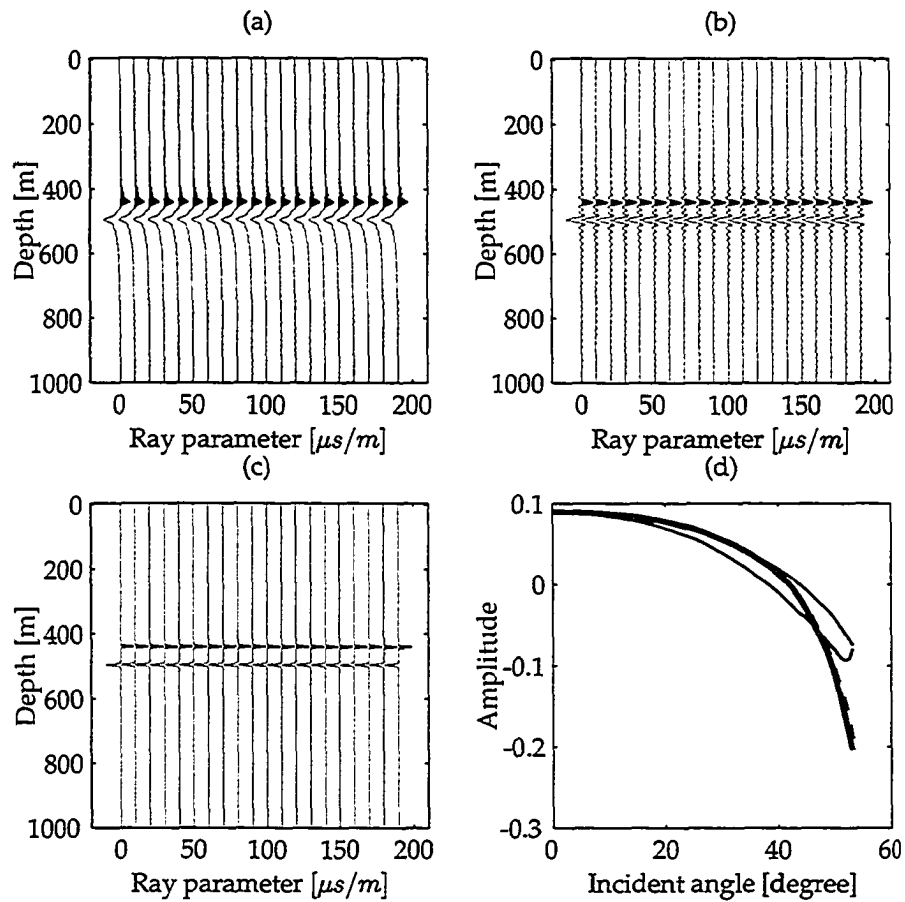 (a)
0
200
400
600
800
1000
Depth [m]
0 50 100 150 200
Ray parameter [μs/m]
(b)
0
200
400
600
800
1000
Depth [m]
0 50 100 150 200
Ray parameter [μs/m]
(c)
0
200
400
600
800
1000
Depth [m]
0 50 100 150 200
Ray parameter [μs/m]
(d)
0.1
0
-0.1
-0.2
-0.3
Amplitude
0 20 40 60
Incident angle [degree]